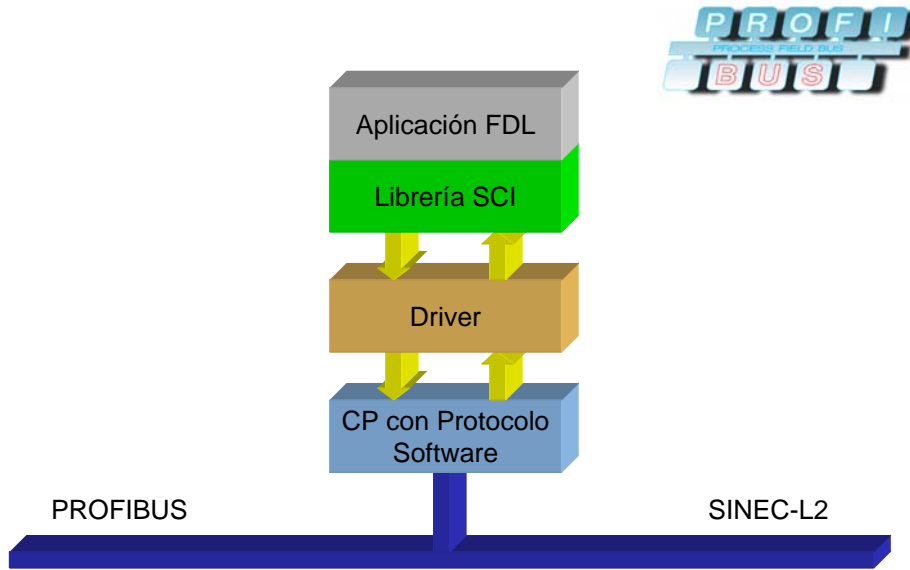 PROFI
PROCESS FIELD BUS
BUS
Aplicación FDL
Librería SCI
Driver
CP con Protocolo
Software
PROFIBUS
SINEC-L2